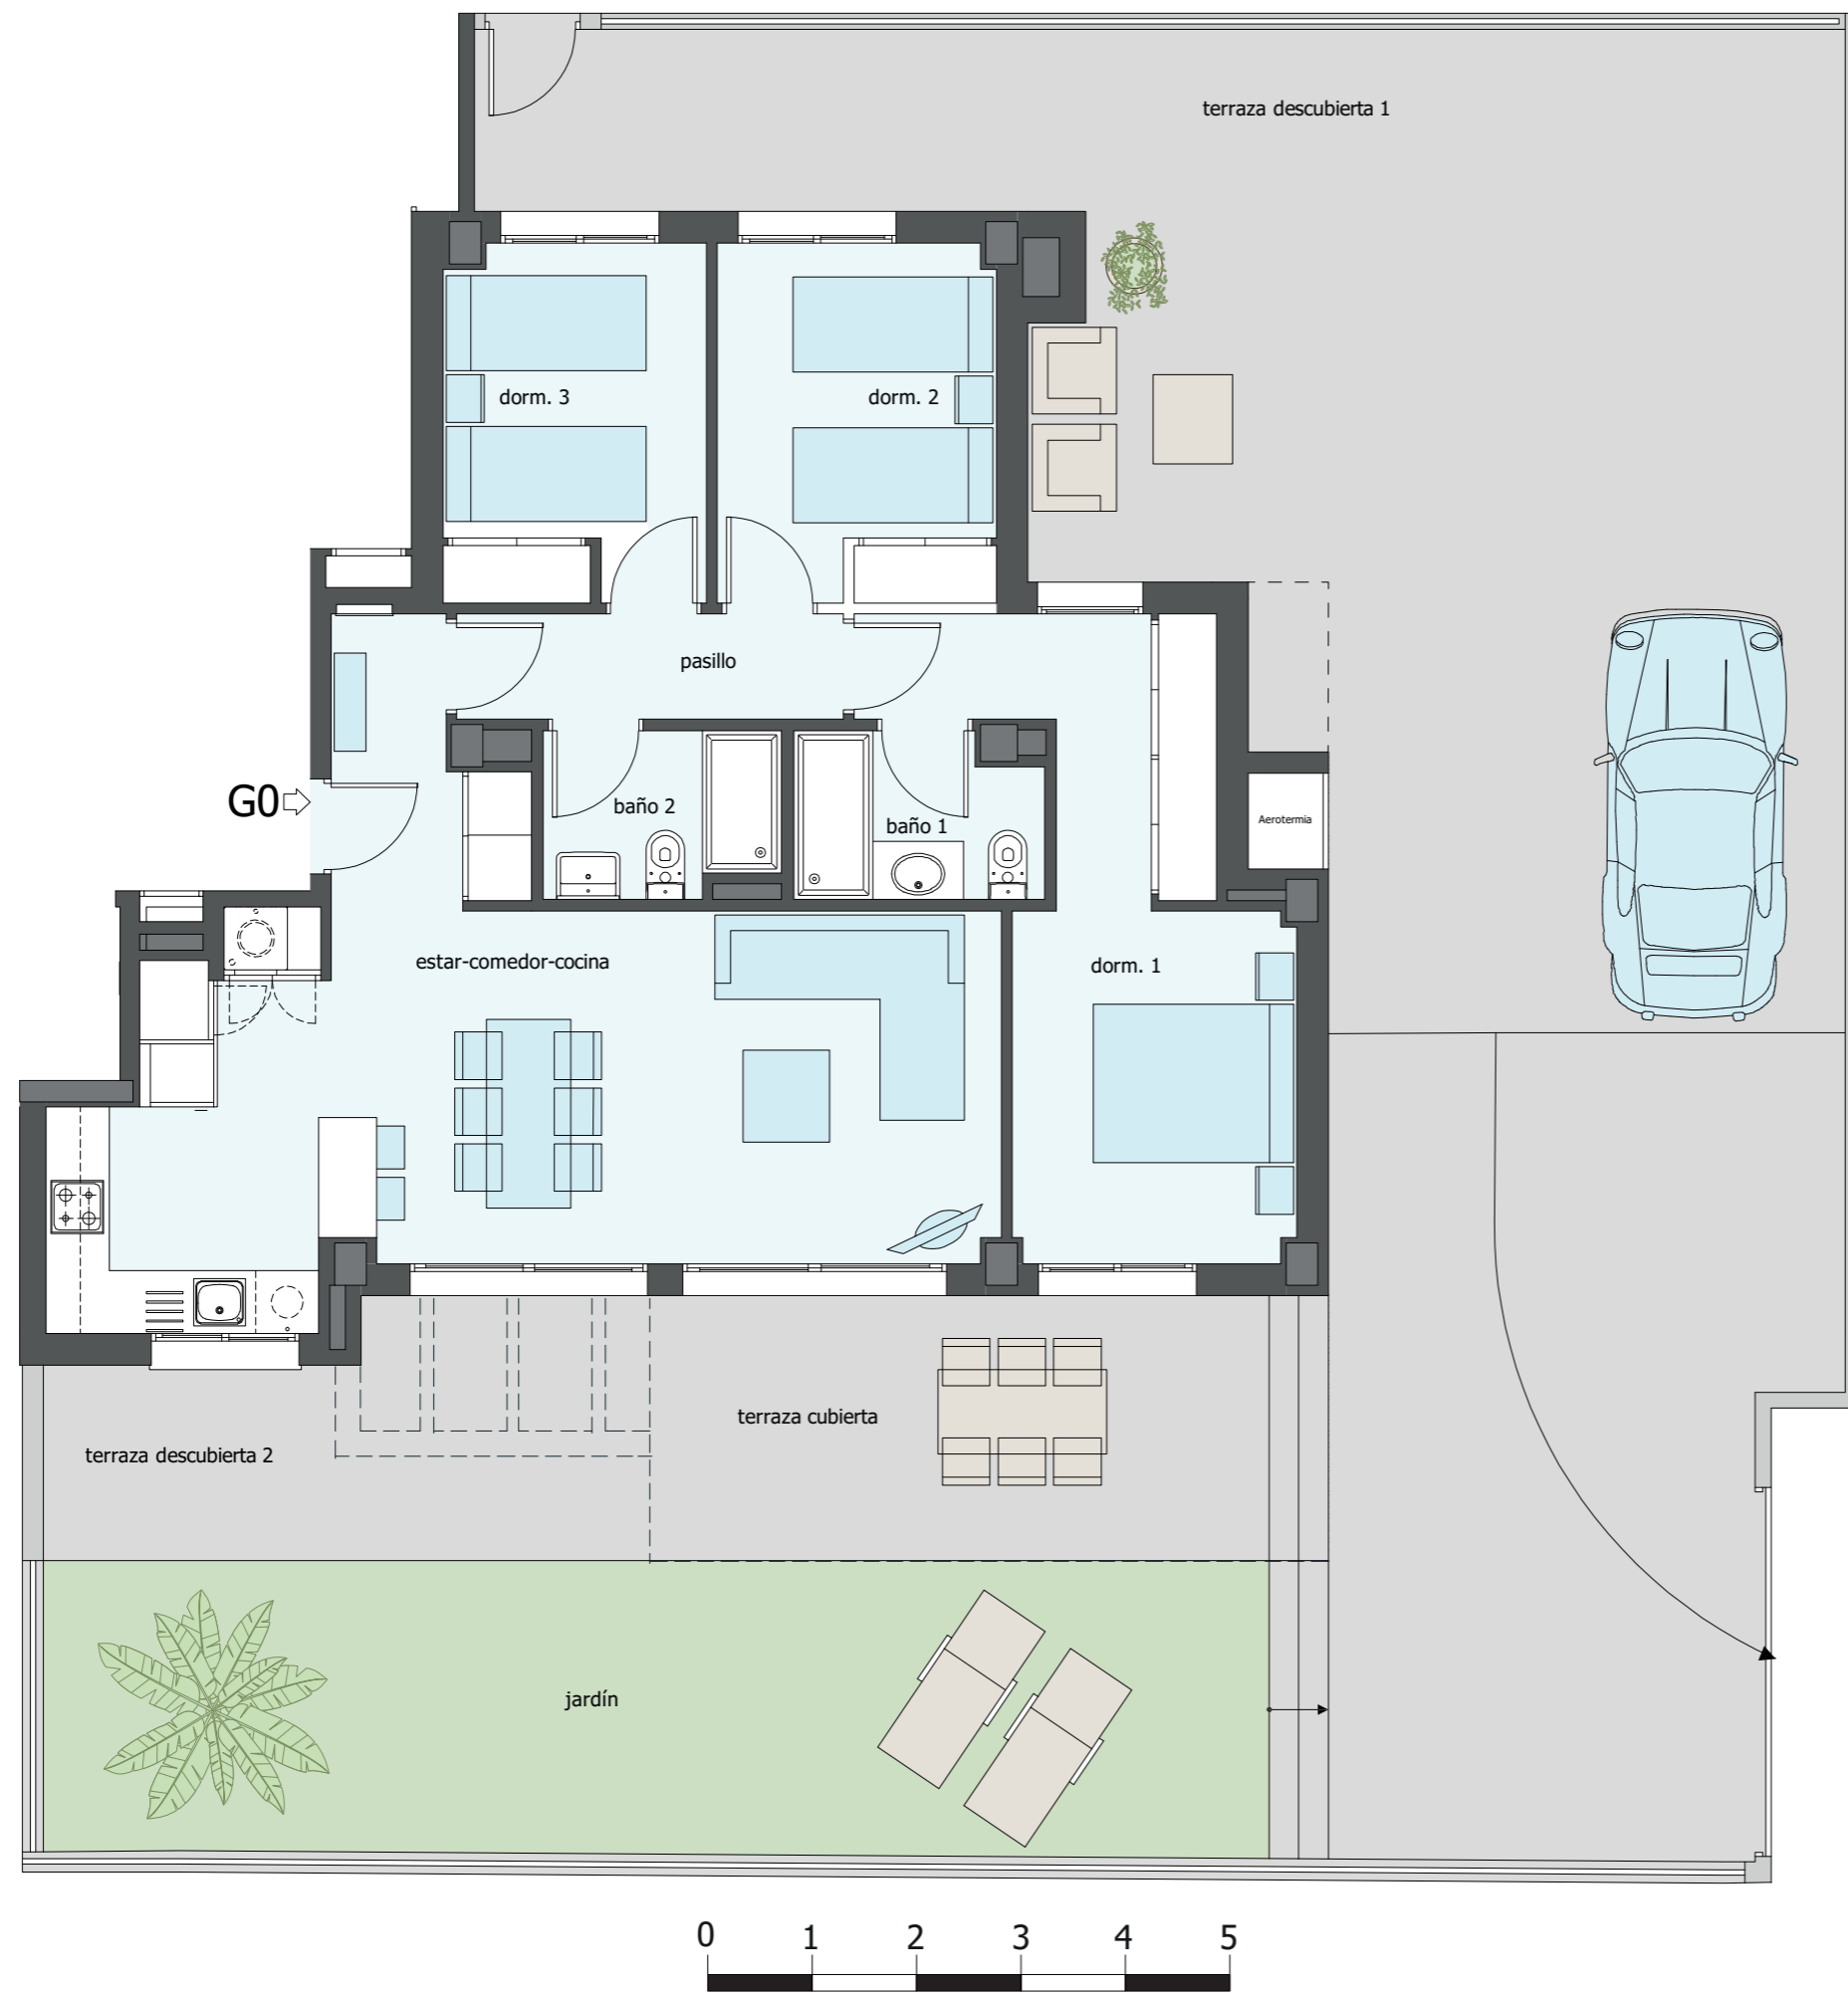 terraza descubierta 1
dorm. 3
dorm. 2
pasillo
G0
baño 2
baño 1
Aerotermia
estar-comedor-cocina
dorm. 1
terraza cubierta
terraza descubierta 2
jardín
0 1 2 3 4 5